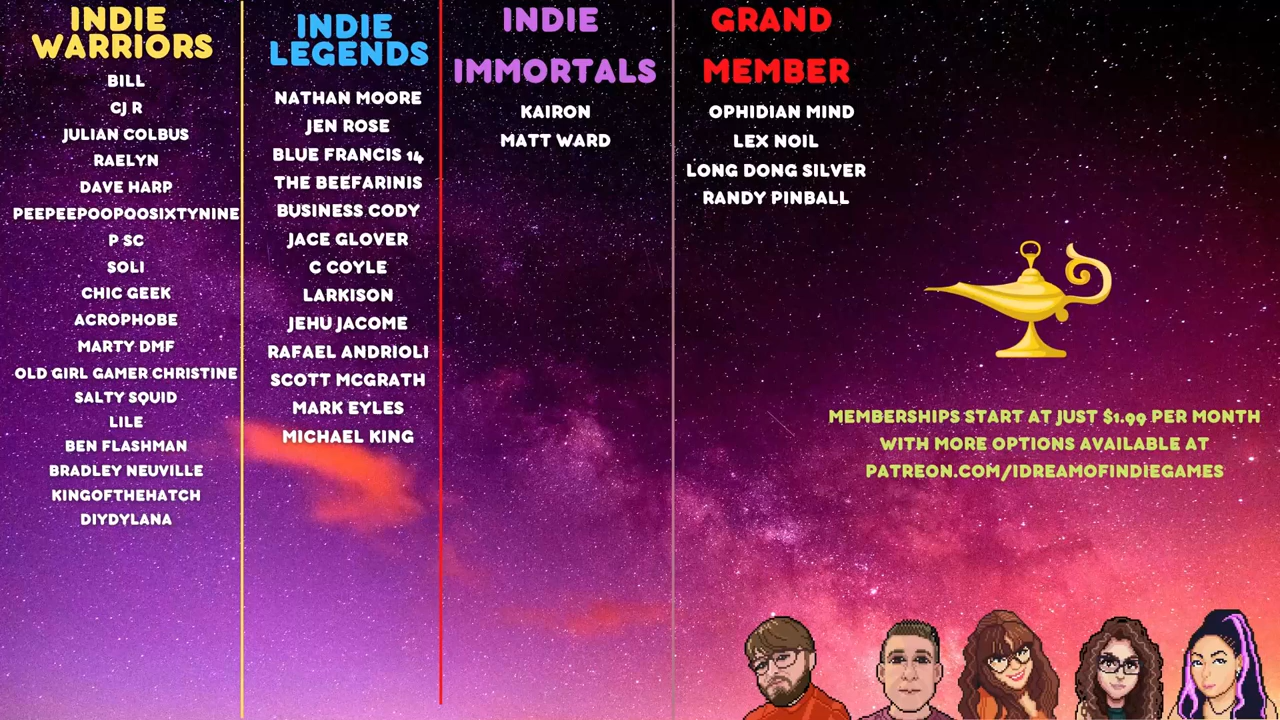 INDIE
WARRIORS
BILL
CJ R
JULIAN COLBUS
RAELYN
DAVE HARP
PEEPEEPOOPOOSIXTYNINE
P SC
SOLI
CHIC GEEK
ACROPHOBE
MARTY DMF
OLD GIRL GAMER CHRISTINE
SALTY SQUID
LILE
BEN FLASHMAN
BRADLEY NEUVILLE
KINGOFTHEHATCH
DIYDYLANA
INDIE
LEGENDS
NATHAN MOORE
JEN ROSE
BLUE FRANCIS 14
THE BEEFARINIS
BUSINESS CODY
JACE GLOVER
C COYLE
LARKISON
JEHU JACOME
RAFAEL ANDRIOLI
SCOTT MCGRATH
MARK EYLES
MICHAEL KING
INDIE
IMMORTALS
KAIRON
MATT WARD
GRAND
MEMBER
OPHIDIAN MIND
LEX NOIL
LONG DONG SILVER
RANDY PINBALL
MEMBERSHIPS START AT JUST $1.99 PER MONTH
WITH MORE OPTIONS AVAILABLE AT
PATREON.COM/IDREAMOFINDIEGAMES